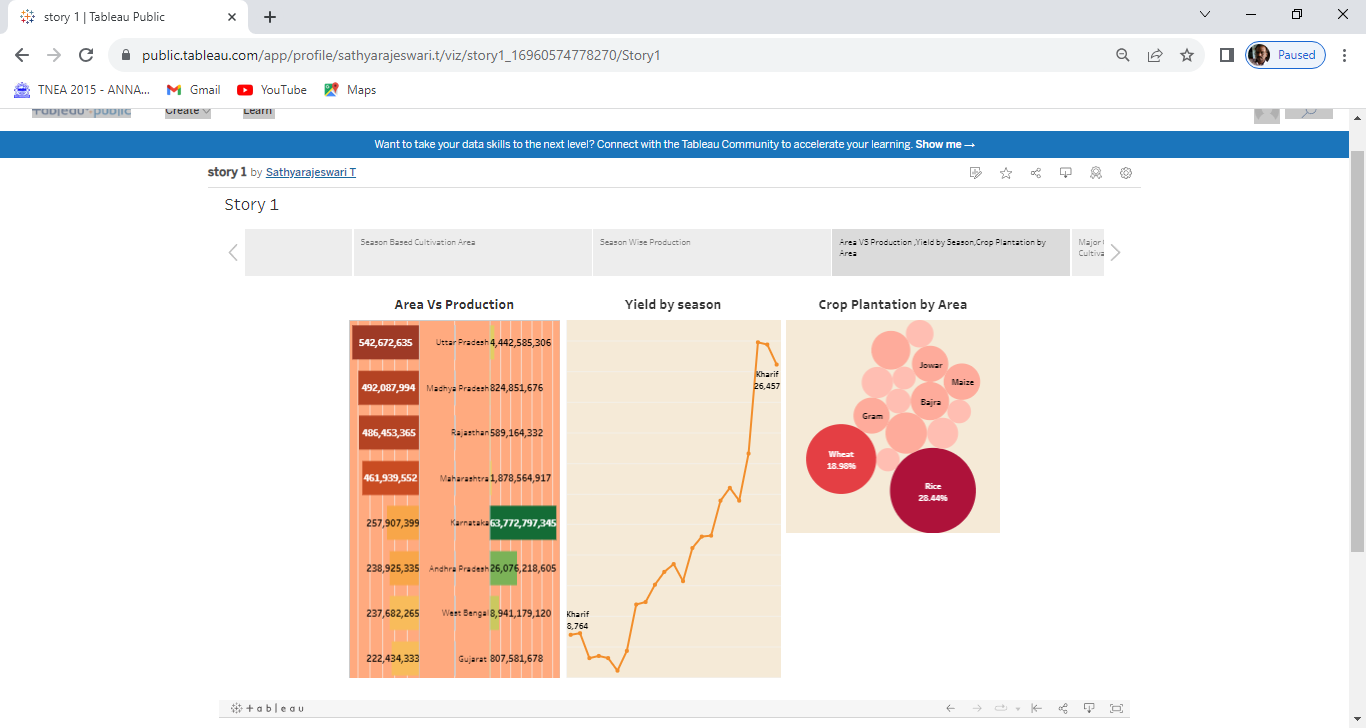 story 1 | Tableau Public
public.tableau.com/app/profile/sathyarajeswari.t/viz/story1_16960574778270/Story1
Paused
TNEA 2015 - ANNA...
Gmail
YouTube
Maps
+ableau+public
Create
Learn
Want to take your data skills to the next level? Connect with the Tableau Community to accelerate your learning. Show me →
story 1 by Sathyarajeswari T
Story 1
Season Based Cultivation Area
Season Wise Production
Area VS Production ,Yield by Season,Crop Plantation by
Area
Major
Cultiva
Area Vs Production
542,672,635 Uttar Pradesh 4,442,585,306
492,087,994 Madhya Pradesh 824,851,676
486,453,365 Rajasthan 589,164,332
461,939,552 Maharashtra 1,878,564,917
257,907,399 Karnataka 63,772,797,345
238,925,335 Andhra Pradesh 26,076,218,605
237,682,265 West Bengal 8,941,179,120
222,434,333 Gujarat 807,581,678
Yield by season
Kharif
26,457
Kharif
8,764
Crop Plantation by Area
Jowar
Maize
Bajra
Gram
Wheat
18.98%
Rice
28.44%
+ableau